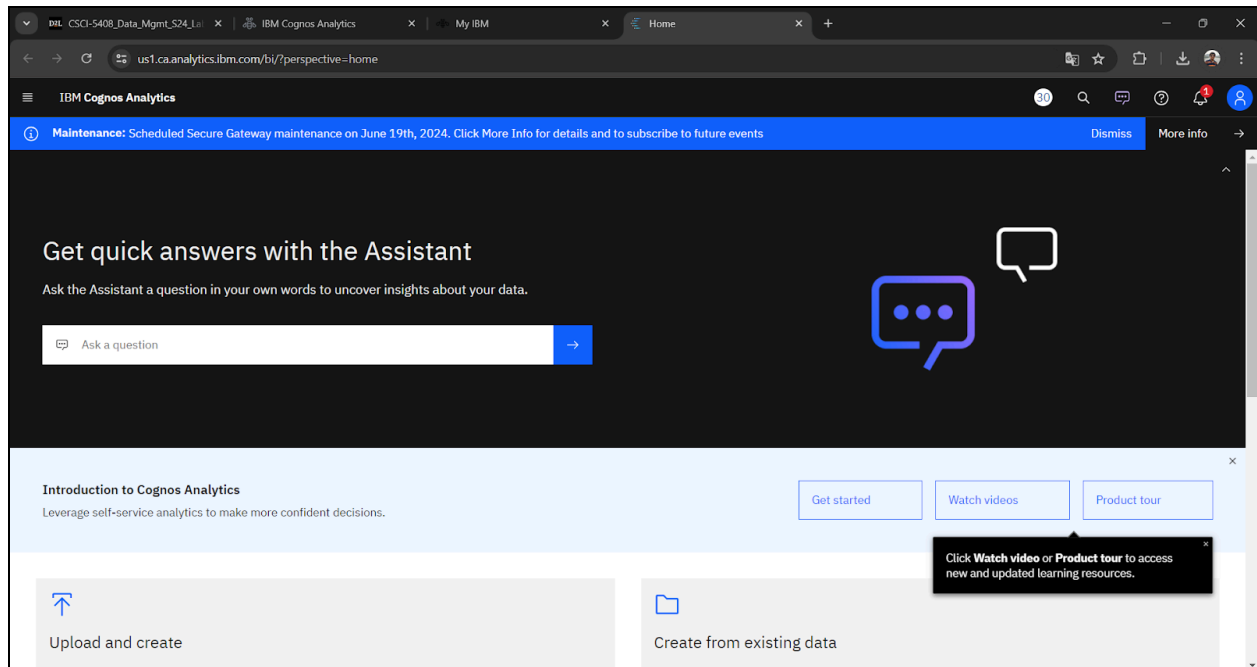 D2L CSCI-5408_Data_Mgmt_S24_La
IBM Cognos Analytics
My IBM
Home
us1.ca.analytics.ibm.com/bi/?perspective=home
IBM Cognos Analytics
30
1
Maintenance: Scheduled Secure Gateway maintenance on June 19th, 2024. Click More Info for details and to subscribe to future events
Dismiss
More info
Get quick answers with the Assistant
Ask the Assistant a question in your own words to uncover insights about your data.
Ask a question
Introduction to Cognos Analytics
Leverage self-service analytics to make more confident decisions.
Get started
Watch videos
Product tour
Click Watch video or Product tour to access
new and updated learning resources.
Upload and create
Create from existing data